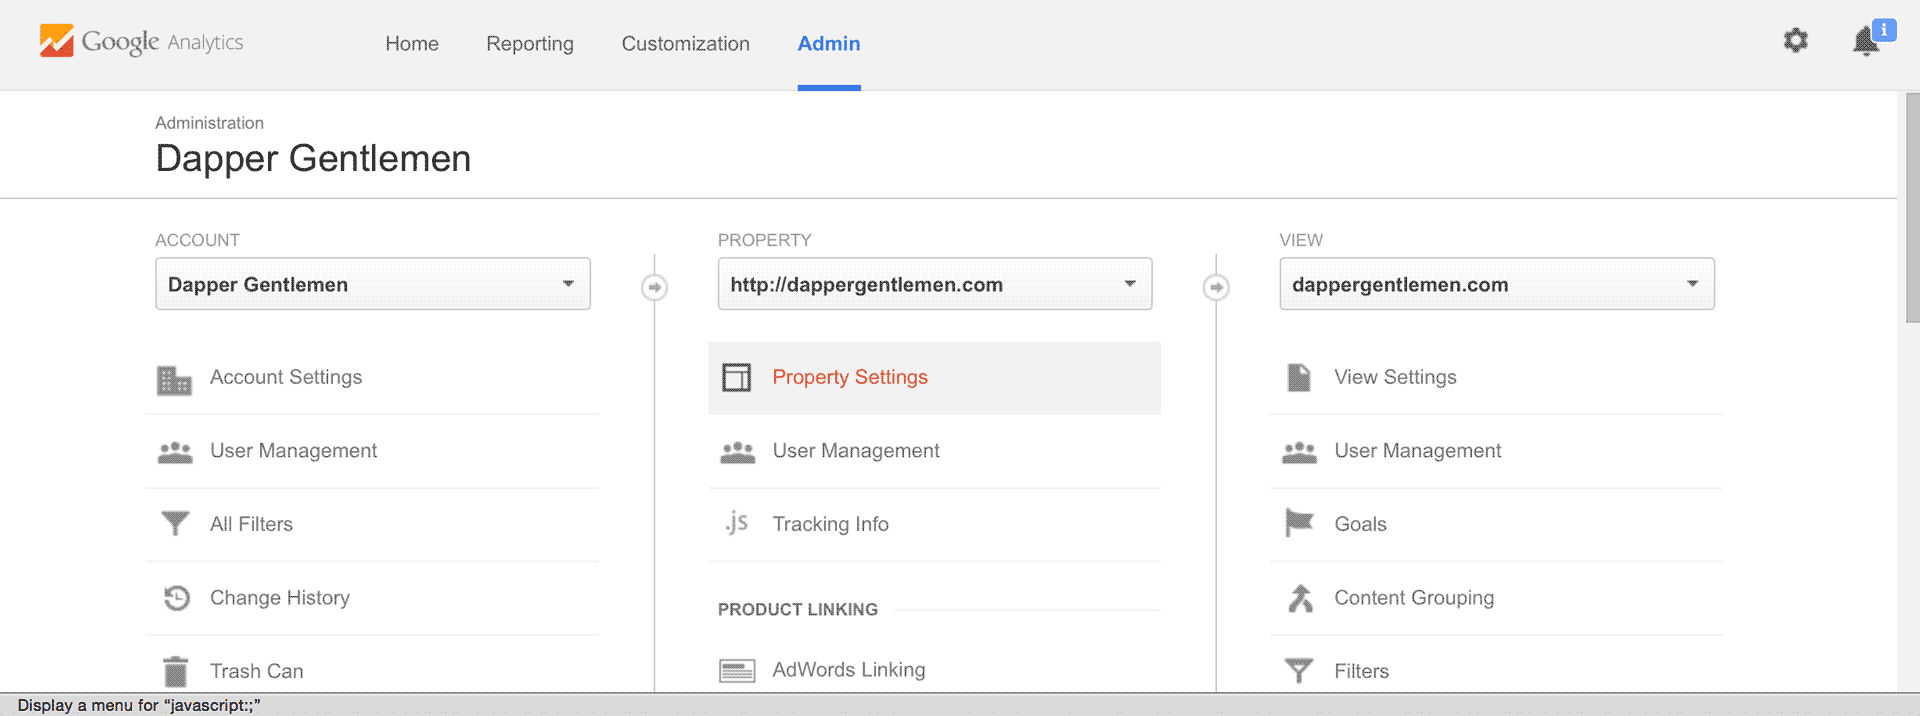 Google Analytics
Home
Reporting
Customization
Admin
i
Administration
Dapper Gentlemen
ACCOUNT
Dapper Gentlemen
Account Settings
User Management
All Filters
Change History
Trash Can
PROPERTY
http://dappergentlemen.com
Property Settings
User Management
.js Tracking Info
PRODUCT LINKING
AdWords Linking
VIEW
dappergentlemen.com
View Settings
User Management
Goals
Content Grouping
Filters
Display a menu for “javascript:;”